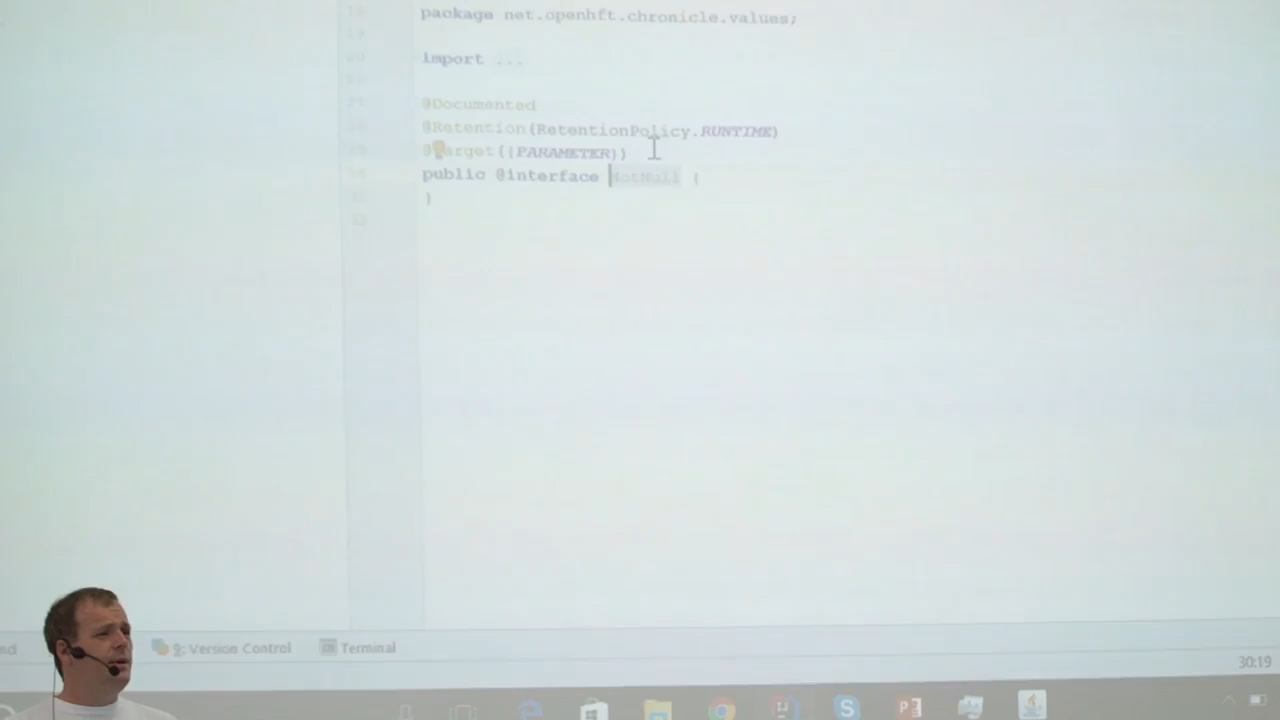 package net.openhft.chronicle.values;
import ...
@Documented
@Retention(RetentionPolicy.RUNTIME)
@Target({PARAMETER})
public @interface NotNull {
}
9: Version Control
Terminal
30:19